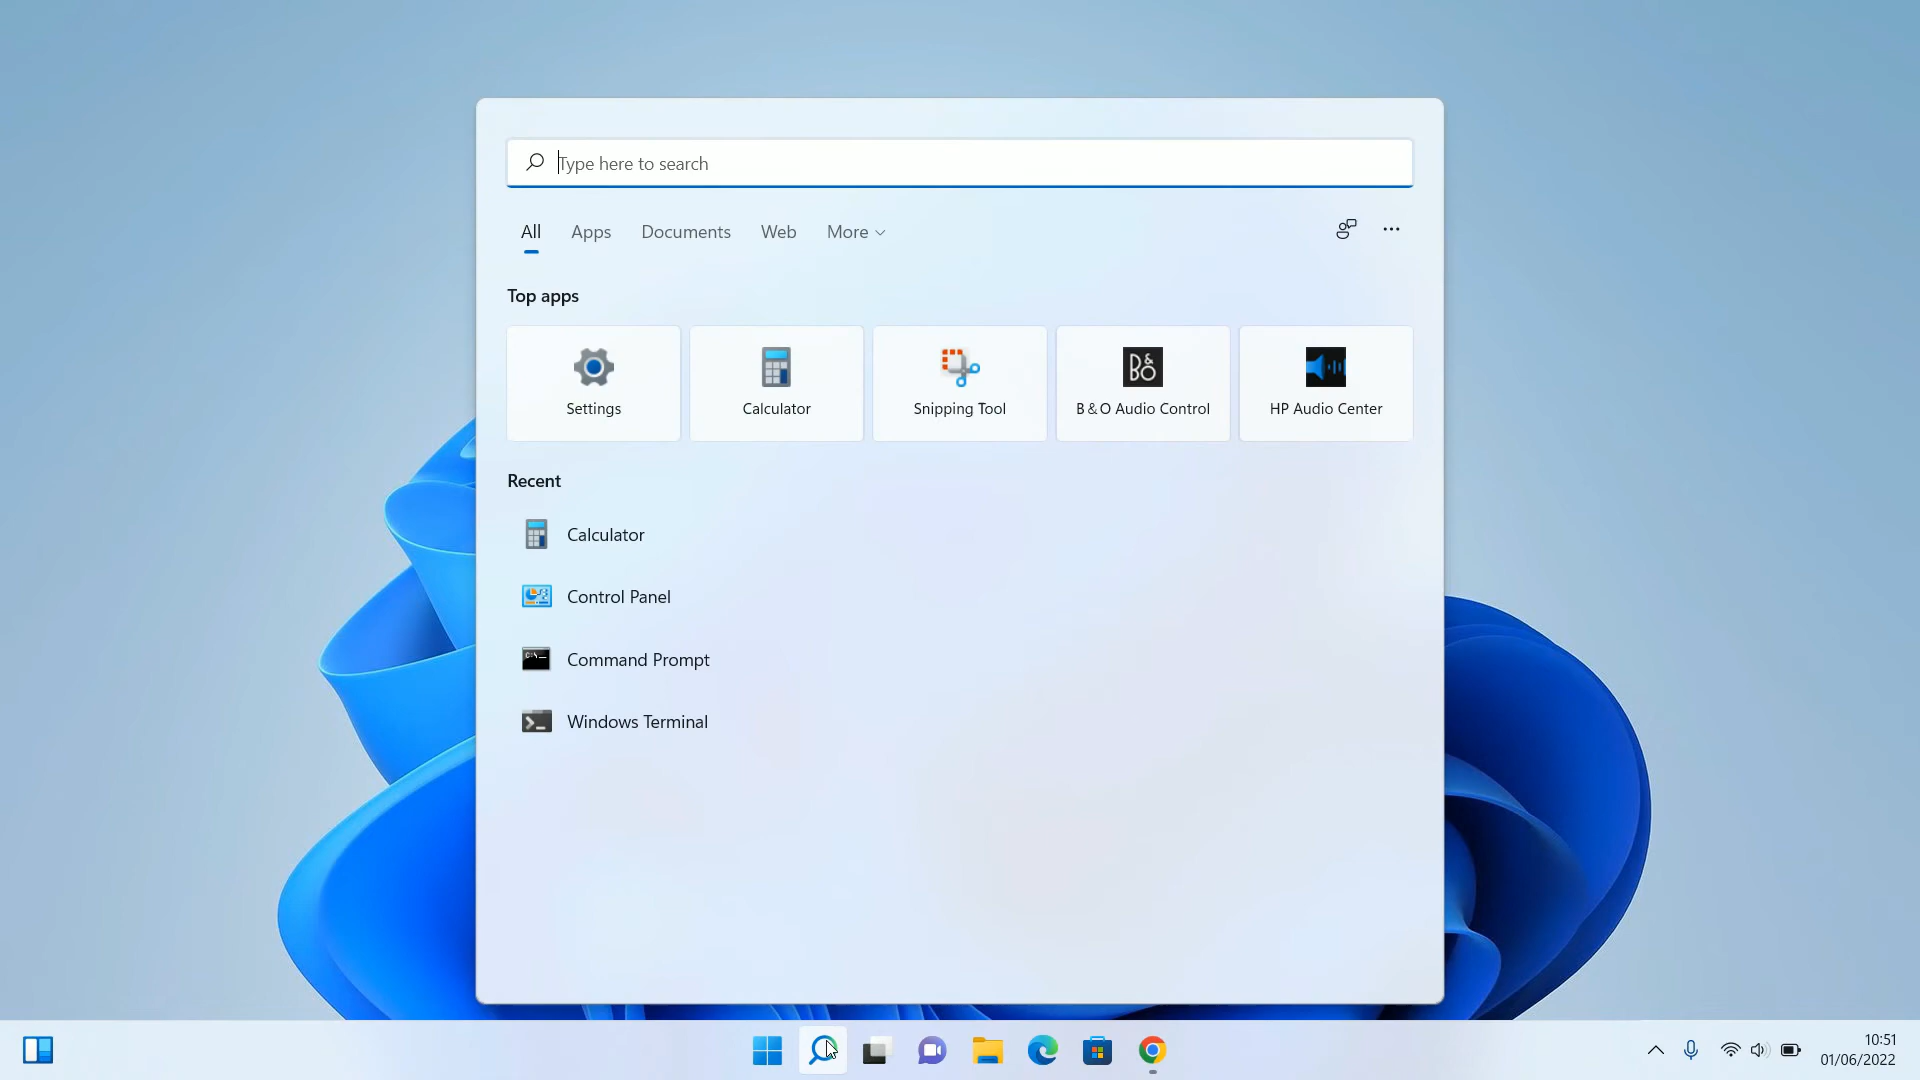 Type here to search
All Apps Documents Web More
Top apps
Settings Calculator Snipping Tool B&O Audio Control HP Audio Center
Recent
Calculator
Control Panel
Command Prompt
Windows Terminal
10:51
01/06/2022